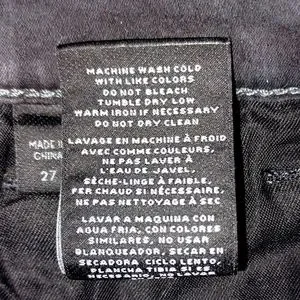 MACHINE WASH COLD
WITH LIKE COLORS
DO NOT BLEACH
TUMBLE DRY LOW
WARM IRON IF NECESSARY
DO NOT DRY CLEAN
LAVAGE EN MACHINE À FROID
AVEC COMME COULEURS,
NE PAS LAVER À
L'EAU DE JAVEL,
SÈCHE-LINGE À FAIBLE,
FER CHAUD SI NÉCESSAIRE,
NE PAS NETTOYAGE À SEC
LAVAR A MAQUINA CON
AGUA FRIA, CON COLORES
SIMILARES, NO USAR
BLANQUEADOR, SECAR EN
SECADORA CICLO LENTO,
PLANCHA TIBIA SI ES
MADE IN
CHINA
27